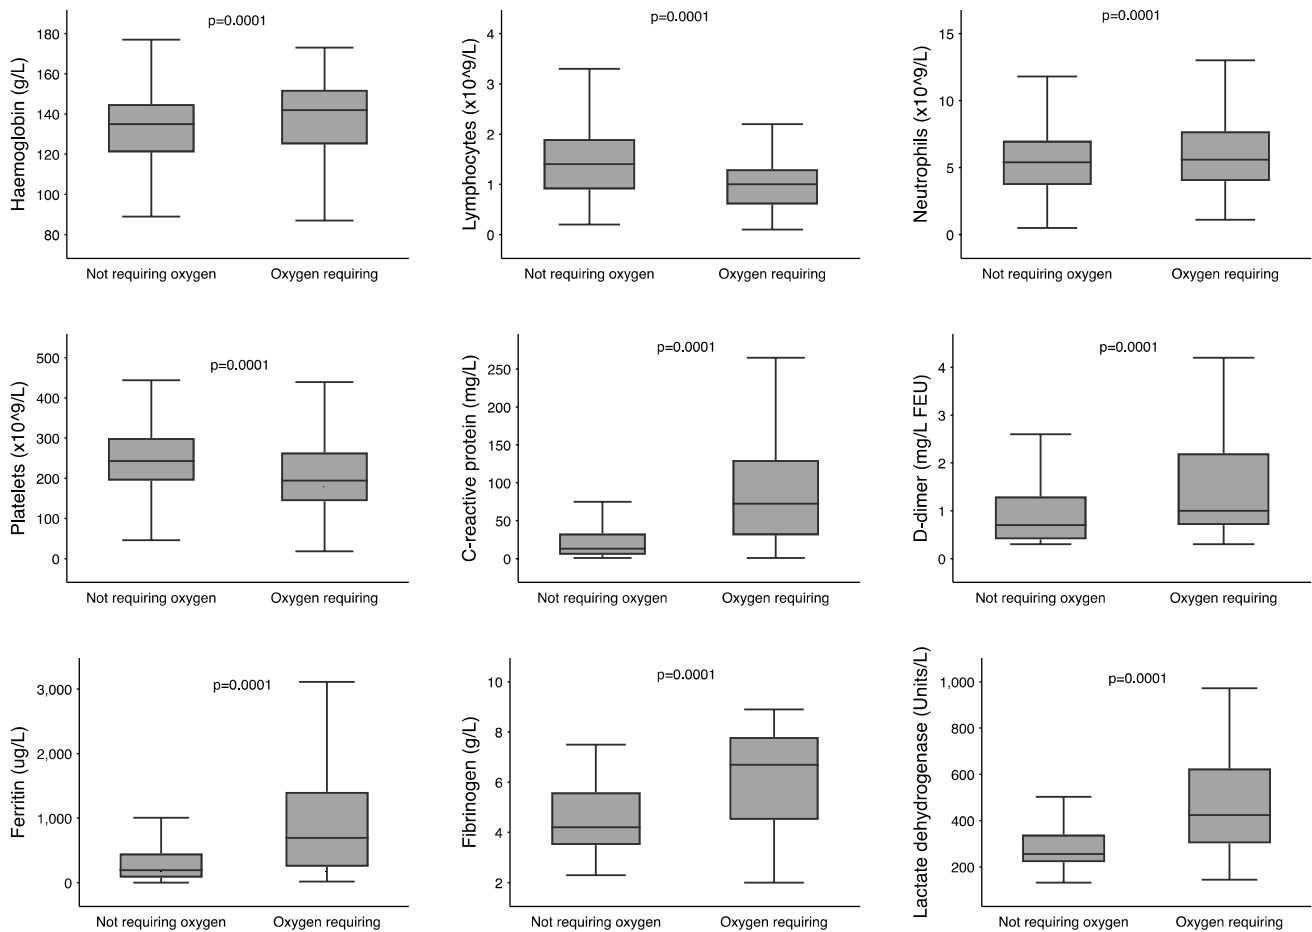 p=0.0001
Haemoglobin (g/L)
180
160
140
120
100
80
Not requiring oxygen
Oxygen requiring
p=0.0001
Lymphocytes (x10^9/L)
4
3
2
1
0
Not requiring oxygen
Oxygen requiring
p=0.0001
Neutrophils (x10^9/L)
15
10
5
0
Not requiring oxygen
Oxygen requiring
p=0.0001
Platelets (x10^9/L)
500
400
300
200
100
0
Not requiring oxygen
Oxygen requiring
p=0.0001
C-reactive protein (mg/L)
250
200
150
100
50
0
Not requiring oxygen
Oxygen requiring
p=0.0001
D-dimer (mg/L FEU)
4
3
2
1
0
Not requiring oxygen
Oxygen requiring
p=0.0001
Ferritin (ug/L)
3,000
2,000
1,000
0
Not requiring oxygen
Oxygen requiring
p=0.0001
Fibrinogen (g/L)
10
8
6
4
2
Not requiring oxygen
Oxygen requiring
p=0.0001
Lactate dehydrogenase (Units/L)
1,000
800
600
400
200
Not requiring oxygen
Oxygen requiring